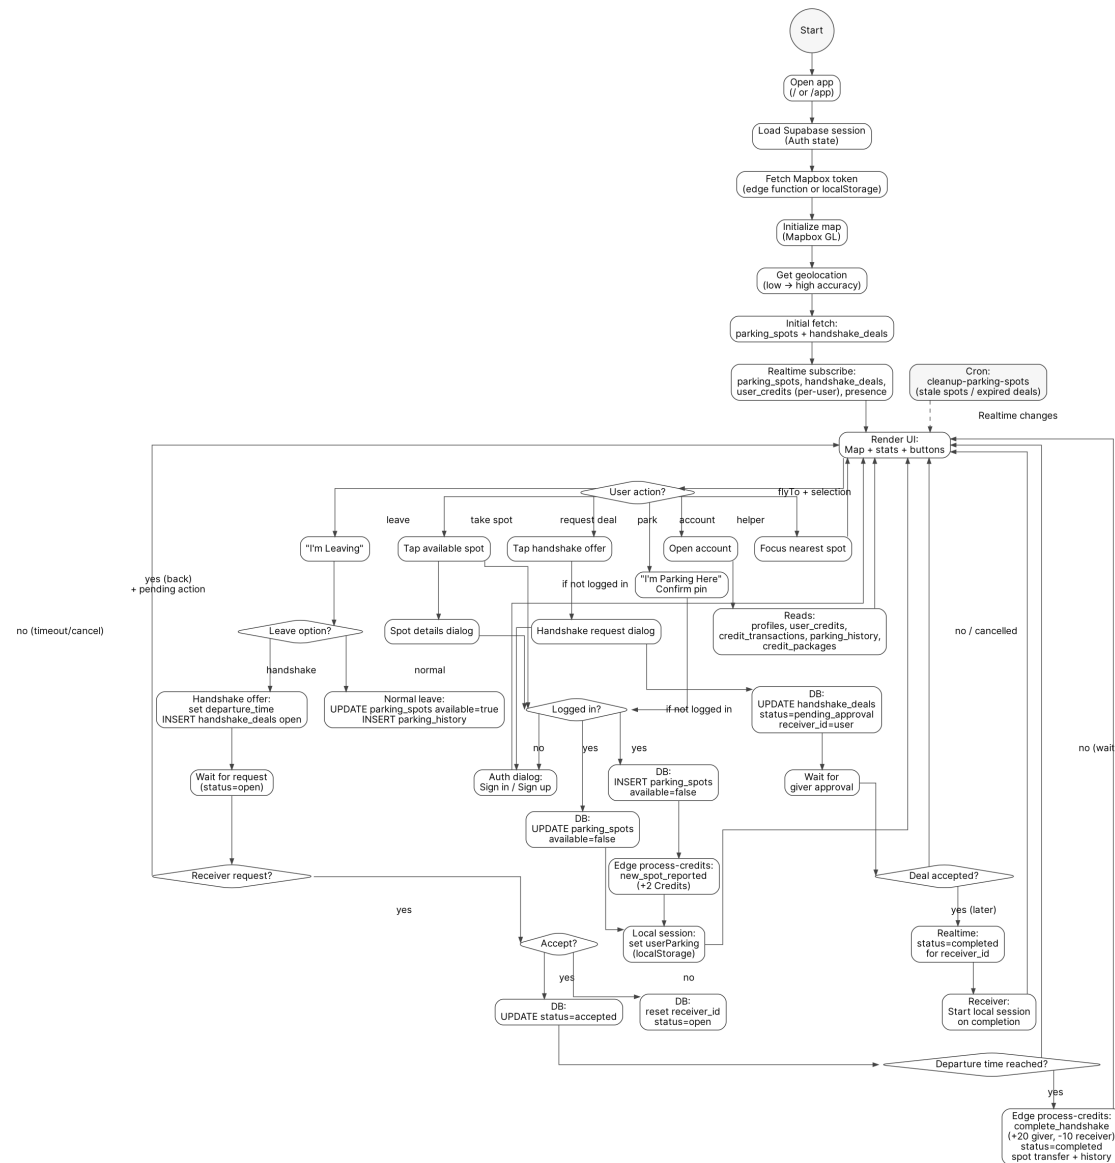 Start
Open app
(/ or /app)
Load Supabase session
(Auth state)
Fetch Mapbox token
(edge function or localStorage)
Initialize map
(Mapbox GL)
Get geolocation
(low → high accuracy)
Initial fetch:
parking_spots + handshake_deals
Realtime subscribe:
parking_spots, handshake_deals,
user_credits (per-user), presence
Cron:
cleanup-parking-spots
(stale spots / expired deals)
Realtime changes
Render UI:
Map + stats + buttons
User action?
flyTo + selection
leave
take spot
request deal
park
account
helper
"I'm Leaving"
Tap available spot
Tap handshake offer
Open account
Focus nearest spot
yes (back)
+ pending action
if not logged in
"I'm Parking Here"
Confirm pin
no (timeout/cancel)
Leave option?
Spot details dialog
Handshake request dialog
Reads:
profiles, user_credits,
credit_transactions, parking_history,
credit_packages
no / cancelled
handshake
normal
Handshake offer:
set departure_time
INSERT handshake_deals open
Normal leave:
UPDATE parking_spots available=true
INSERT parking_history
Logged in?
if not logged in
DB:
UPDATE handshake_deals
status=pending_approval
receiver_id=user
no
yes
yes
no (wait
Wait for request
(status=open)
Auth dialog:
Sign in / Sign up
DB:
INSERT parking_spots
available=false
Wait for
giver approval
DB:
UPDATE parking_spots
available=false
Receiver request?
Edge process-credits:
new_spot_reported
(+2 Credits)
Deal accepted?
yes
yes (later)
Accept?
Local session:
set userParking
(localStorage)
Realtime:
status=completed
for receiver_id
yes
no
DB:
UPDATE status=accepted
DB:
reset receiver_id
status=open
Receiver:
Start local session
on completion
Departure time reached?
yes
Edge process-credits:
complete_handshake
(+20 giver, -10 receiver)
status=completed
spot transfer + history